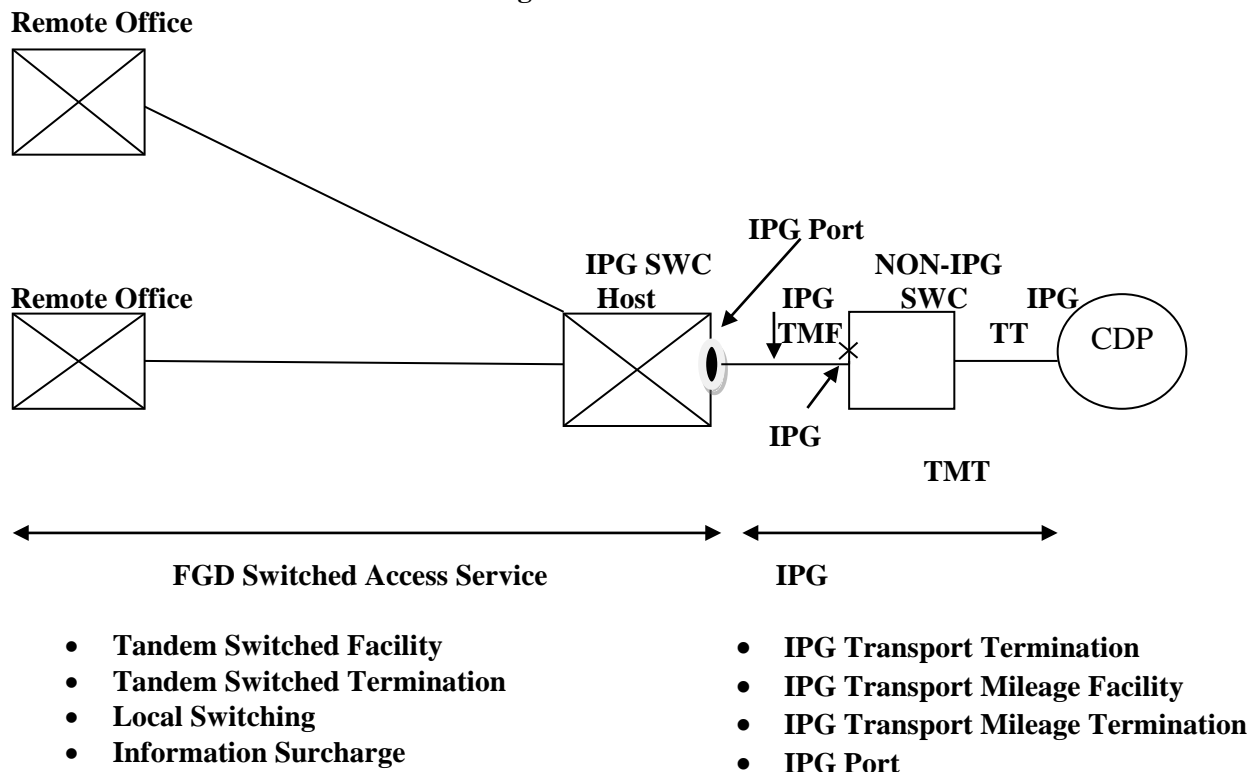 Remote Office
IPG Port
IPG SWC
Host
NON-IPG
SWC
Remote Office
IPG
TMF
IPG
TT
CDP
IPG
TMT
FGD Switched Access Service
IPG
• Tandem Switched Facility
• Tandem Switched Termination
• Local Switching
• Information Surcharge
• IPG Transport Termination
• IPG Transport Mileage Facility
• IPG Transport Mileage Termination
• IPG Port